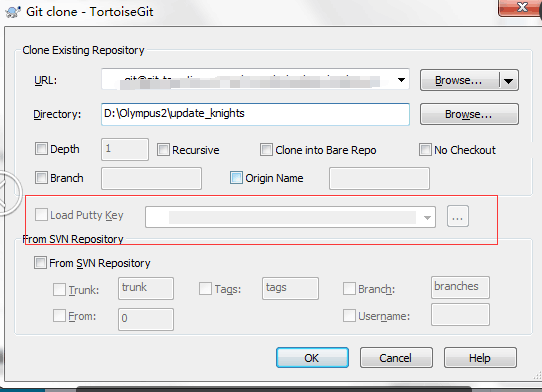 Git clone - TortoiseGit
Clone Existing Repository
URL: Browse...
Directory: D:\Olympus2\update_knights Browse...
Depth 1 Recursive Clone into Bare Repo No Checkout
Branch Origin Name
Load Putty Key ...
From SVN Repository
From SVN Repository
Trunk: trunk Tags: tags Branch: branches
From: 0 Username:
OK Cancel Help